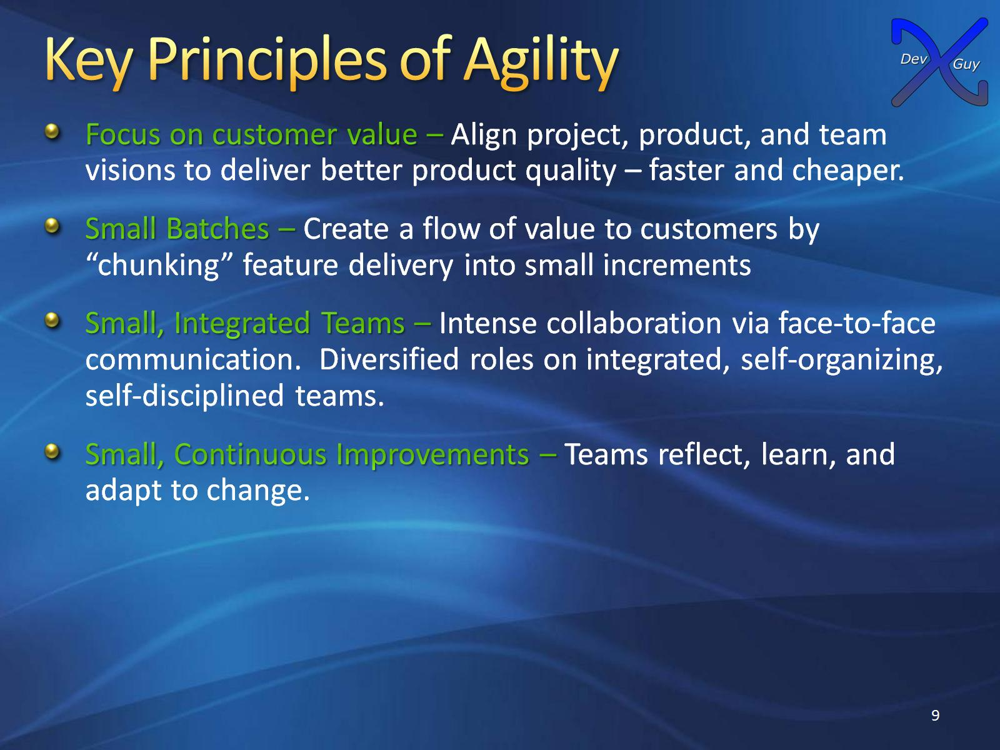 Key Principles of Agility
Dev
Guy
Focus on customer value – Align project, product, and team
visions to deliver better product quality – faster and cheaper.
Small Batches – Create a flow of value to customers by
“chunking” feature delivery into small increments
Small, Integrated Teams – Intense collaboration via face-to-face
communication.  Diversified roles on integrated, self-organizing,
self-disciplined teams.
Small, Continuous Improvements – Teams reflect, learn, and
adapt to change.
9